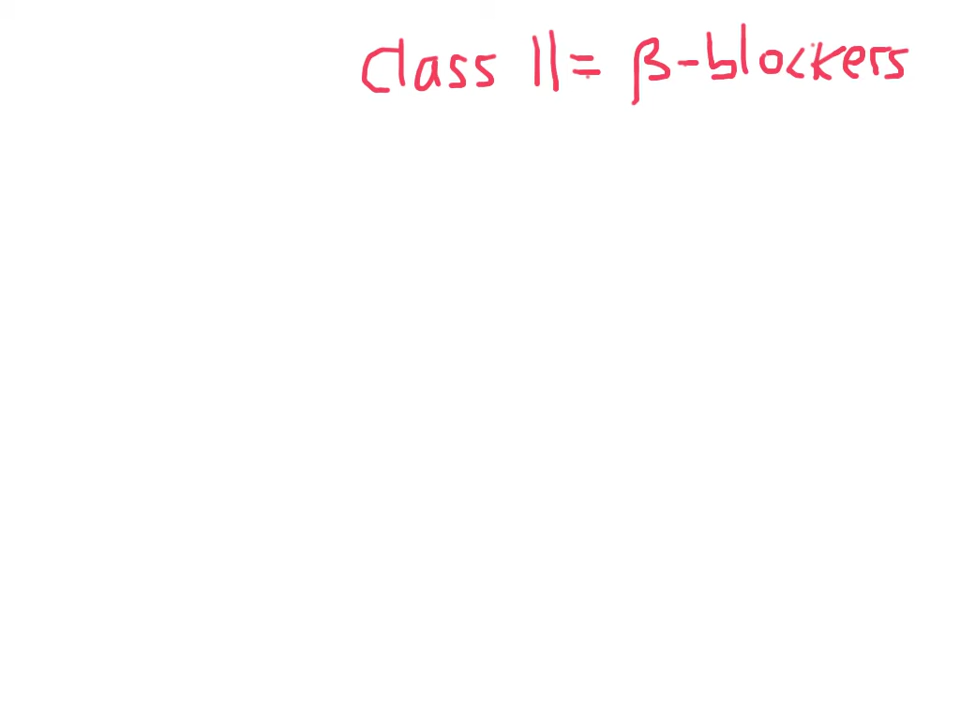 Class II = β-blockers